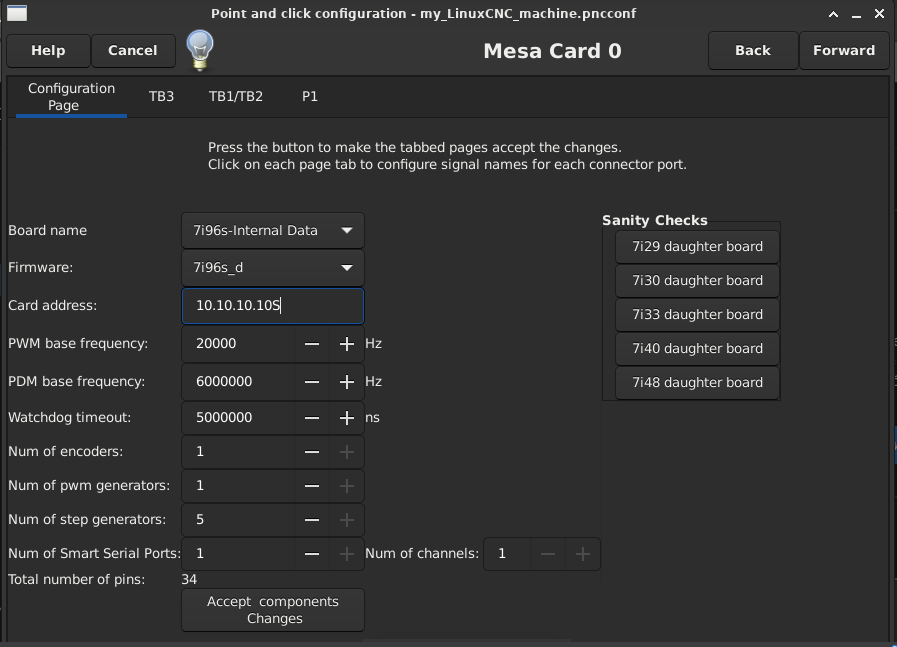 Point and click configuration - my_LinuxCNC_machine.pncconf
Help
Cancel
Mesa Card 0
Back
Forward
Configuration
Page
TB3
TB1/TB2
P1
Press the button to make the tabbed pages accept the changes.
Click on each page tab to configure signal names for each connector port.
Board name
7i96s-Internal Data
Firmware:
7i96s_d
Card address:
10.10.10.10S
PWM base frequency:
20000
Hz
PDM base frequency:
6000000
Hz
Watchdog timeout:
5000000
ns
Num of encoders:
1
Num of pwm generators:
1
Num of step generators:
5
Num of Smart Serial Ports:
1
Num of channels:
1
Total number of pins:
34
Accept components
Changes
Sanity Checks
7i29 daughter board
7i30 daughter board
7i33 daughter board
7i40 daughter board
7i48 daughter board